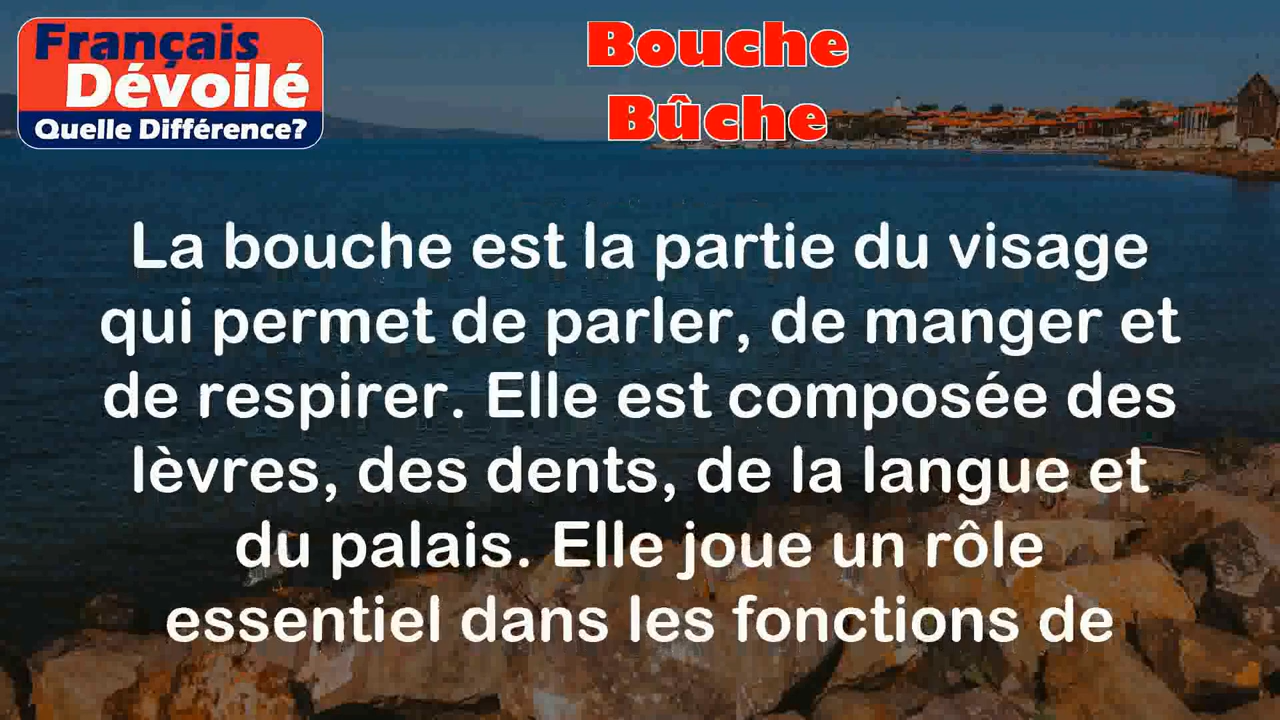 Français
Dévoilé
Quelle Différence?
Bouche
Bûche
La bouche est la partie du visage
qui permet de parler, de manger et
de respirer. Elle est composée des
lèvres, des dents, de la langue et
du palais. Elle joue un rôle
essentiel dans les fonctions de